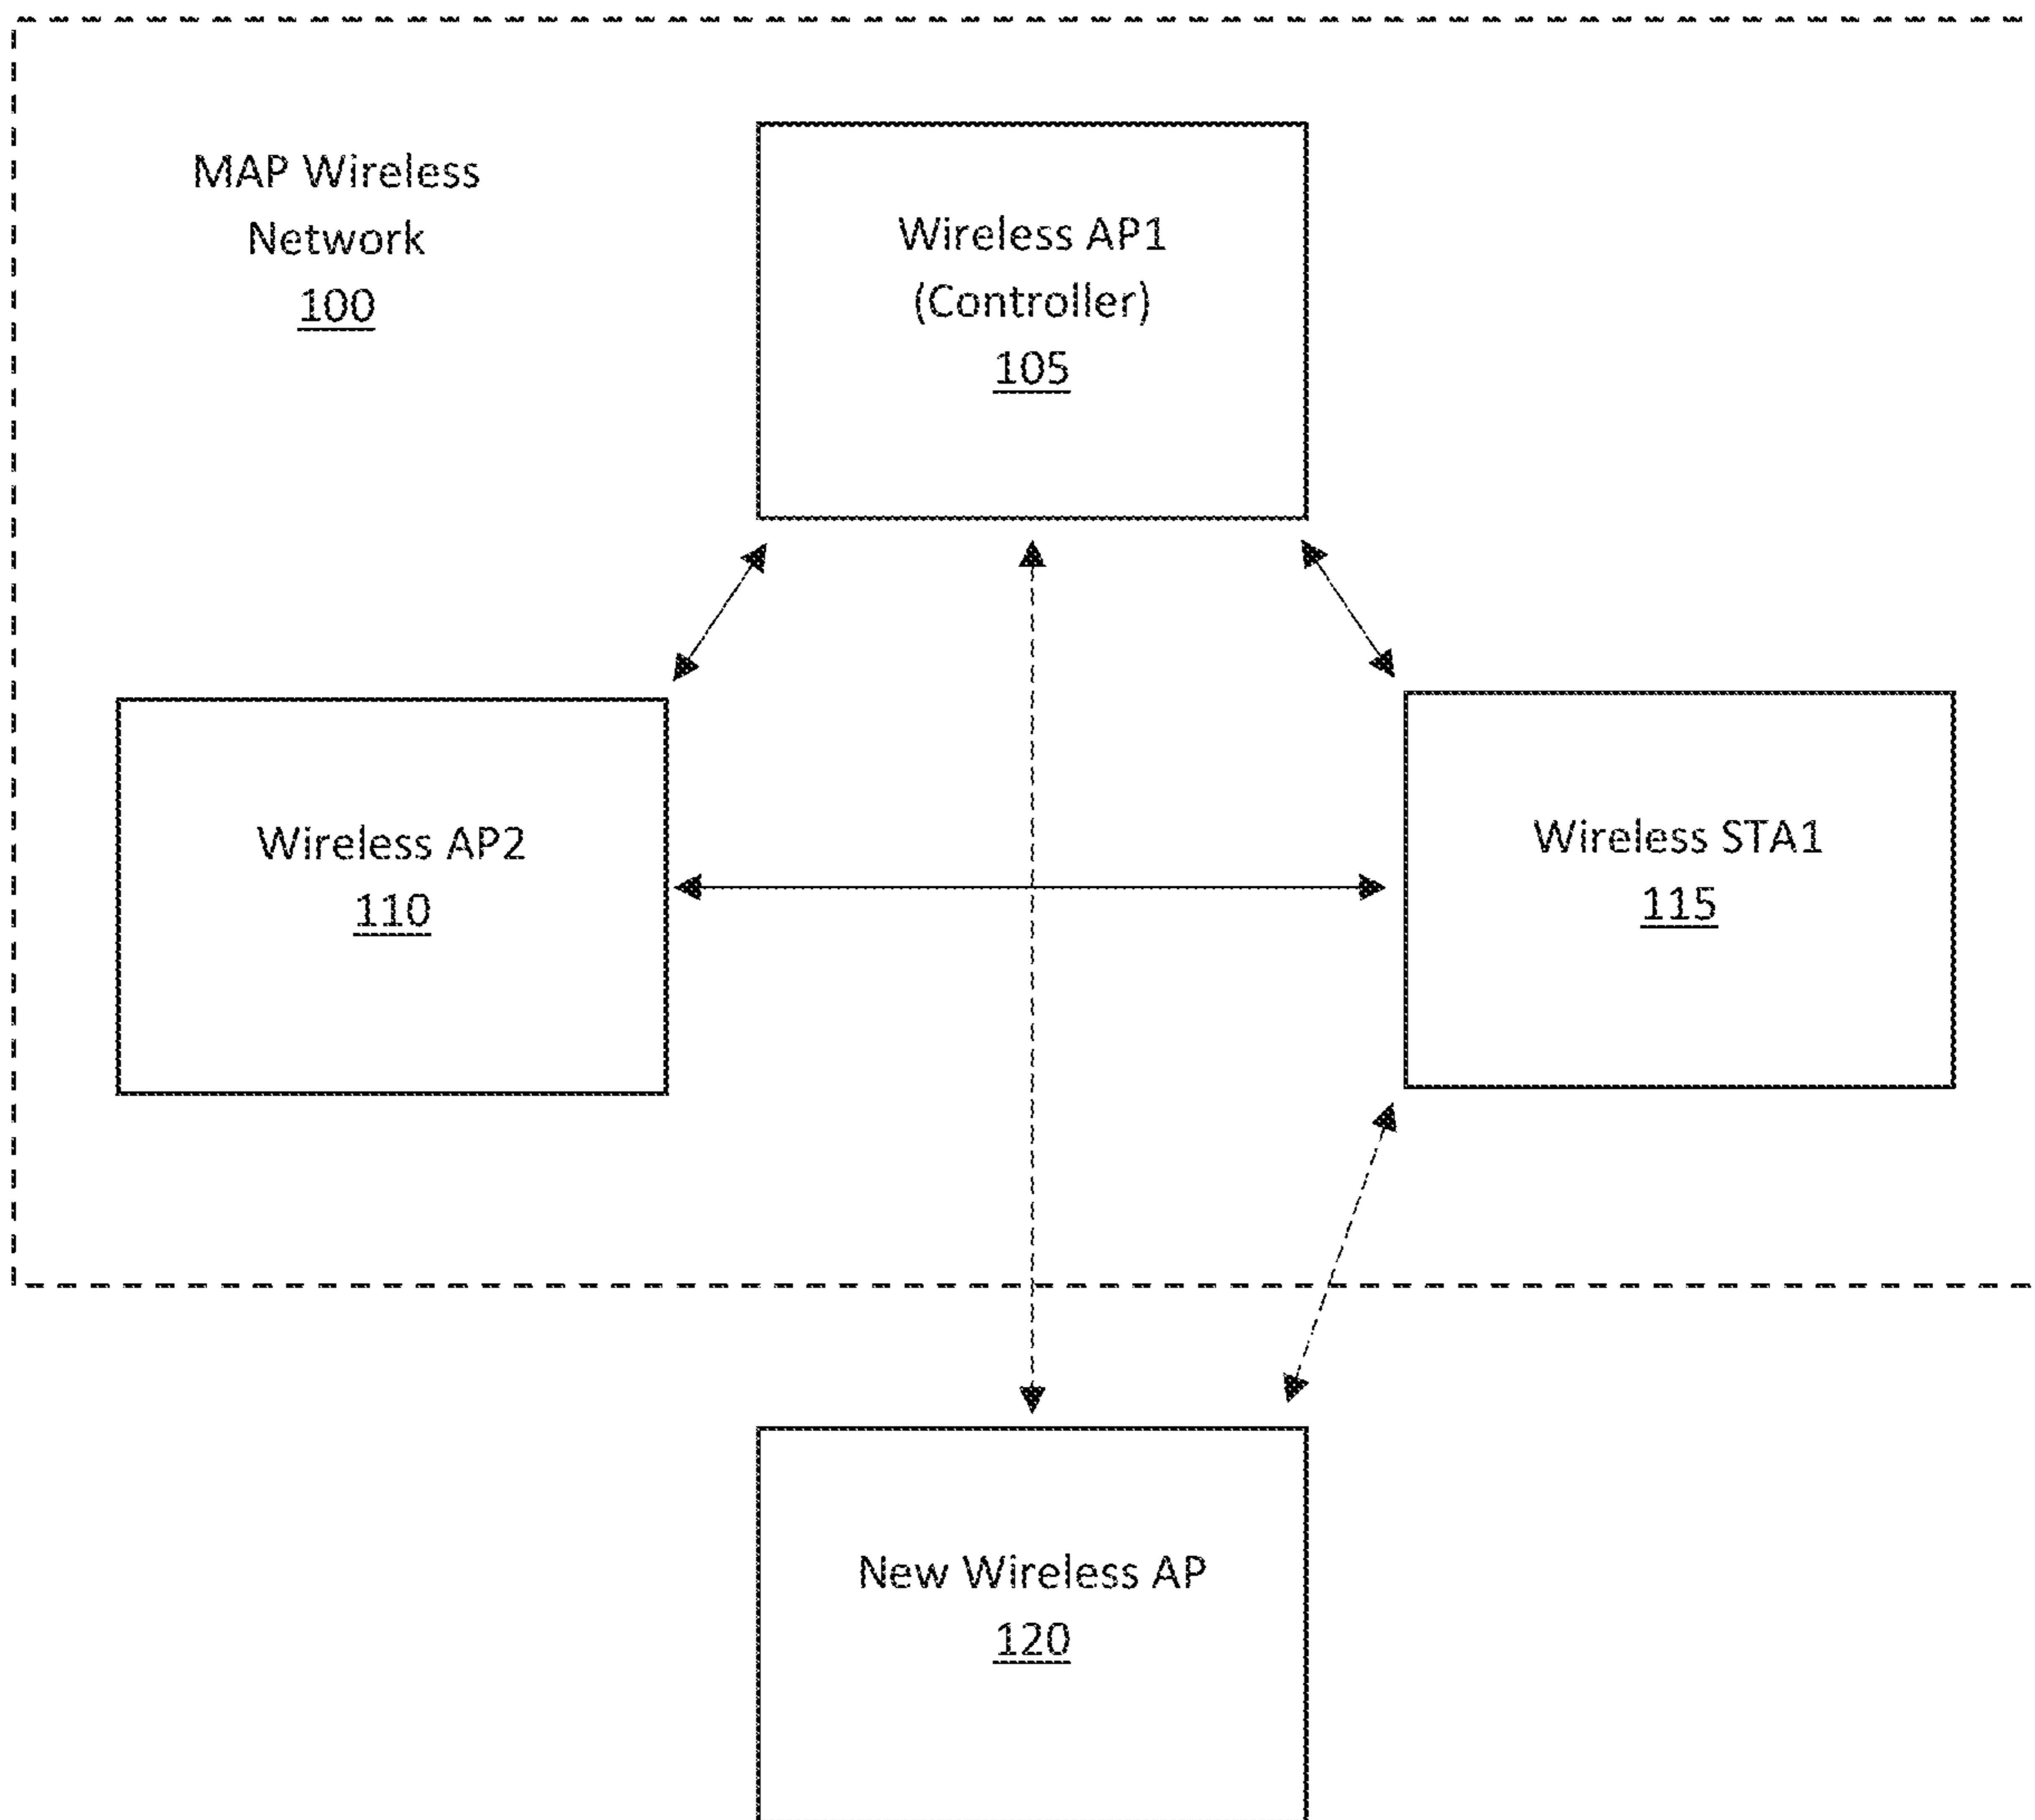 MAP Wireless
Network
100
Wireless AP1
(Controller)
105
Wireless AP2
110
Wireless STA1
115
New Wireless AP
120